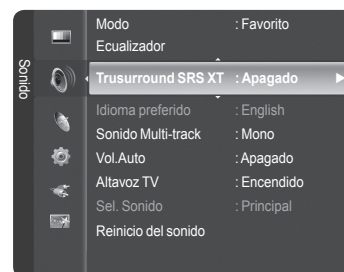 Sonido
Modo : Favorito
Ecualizador
Trusurround SRS XT : Apagado
Idioma preferido : English
Sonido Multi-track : Mono
Vol.Auto : Apagado
Altavoz TV : Encendido
Sel. Sonido : Principal
Reinicio del sonido